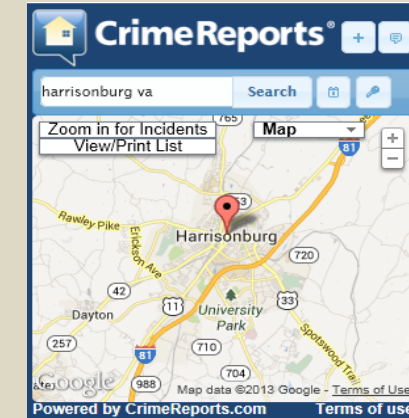 CrimeReports®
harrisonburg va
Search
Zoom in for Incidents
View/Print List
Map
765
81
Rawley Pike
Erickson Ave
Harrisonburg
720
42
11
33
Dayton
University
Park
257
710
Spotswood Trail
81
704
988
Google
Map data ©2013 Google - Terms of Use
Powered by CrimeReports.com
Terms of use